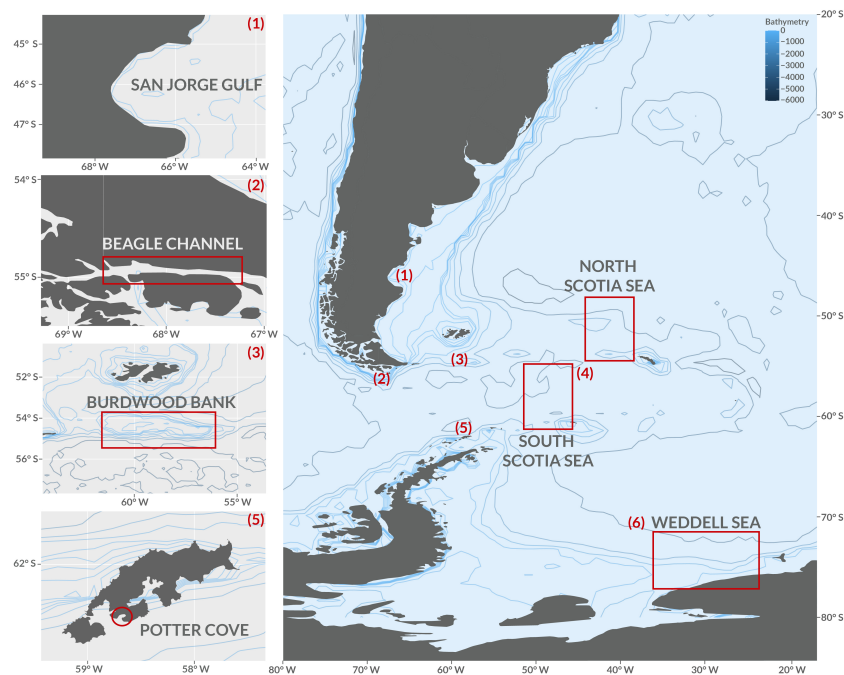 (1)
45° S
46° S
47° S
SAN JORGE GULF
68° W
66° W
64° W
(2)
54° S
55° S
BEAGLE CHANNEL
69° W
68° W
67° W
(3)
52° S
54° S
56° S
BURDWOOD BANK
60° W
55° W
(5)
62° S
POTTER COVE
59° W
58° W
Bathymetry
0
−1000
−2000
−3000
−4000
−5000
−6000
20° S
30° S
40° S
50° S
60° S
70° S
80° S
(1)
NORTH
SCOTIA SEA
(3)
(2)
(4)
(5)
SOUTH
SCOTIA SEA
(6) WEDDELL SEA
80° W
70° W
60° W
50° W
40° W
30° W
20° W